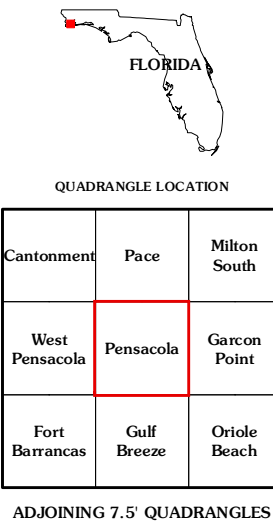 FLORIDA
QUADRANGLE LOCATION
Cantonment
Pace
Milton
South
West
Pensacola
Pensacola
Garcon
Point
Fort
Barrancas
Gulf
Breeze
Oriole
Beach
ADJOINING 7.5' QUADRANGLES